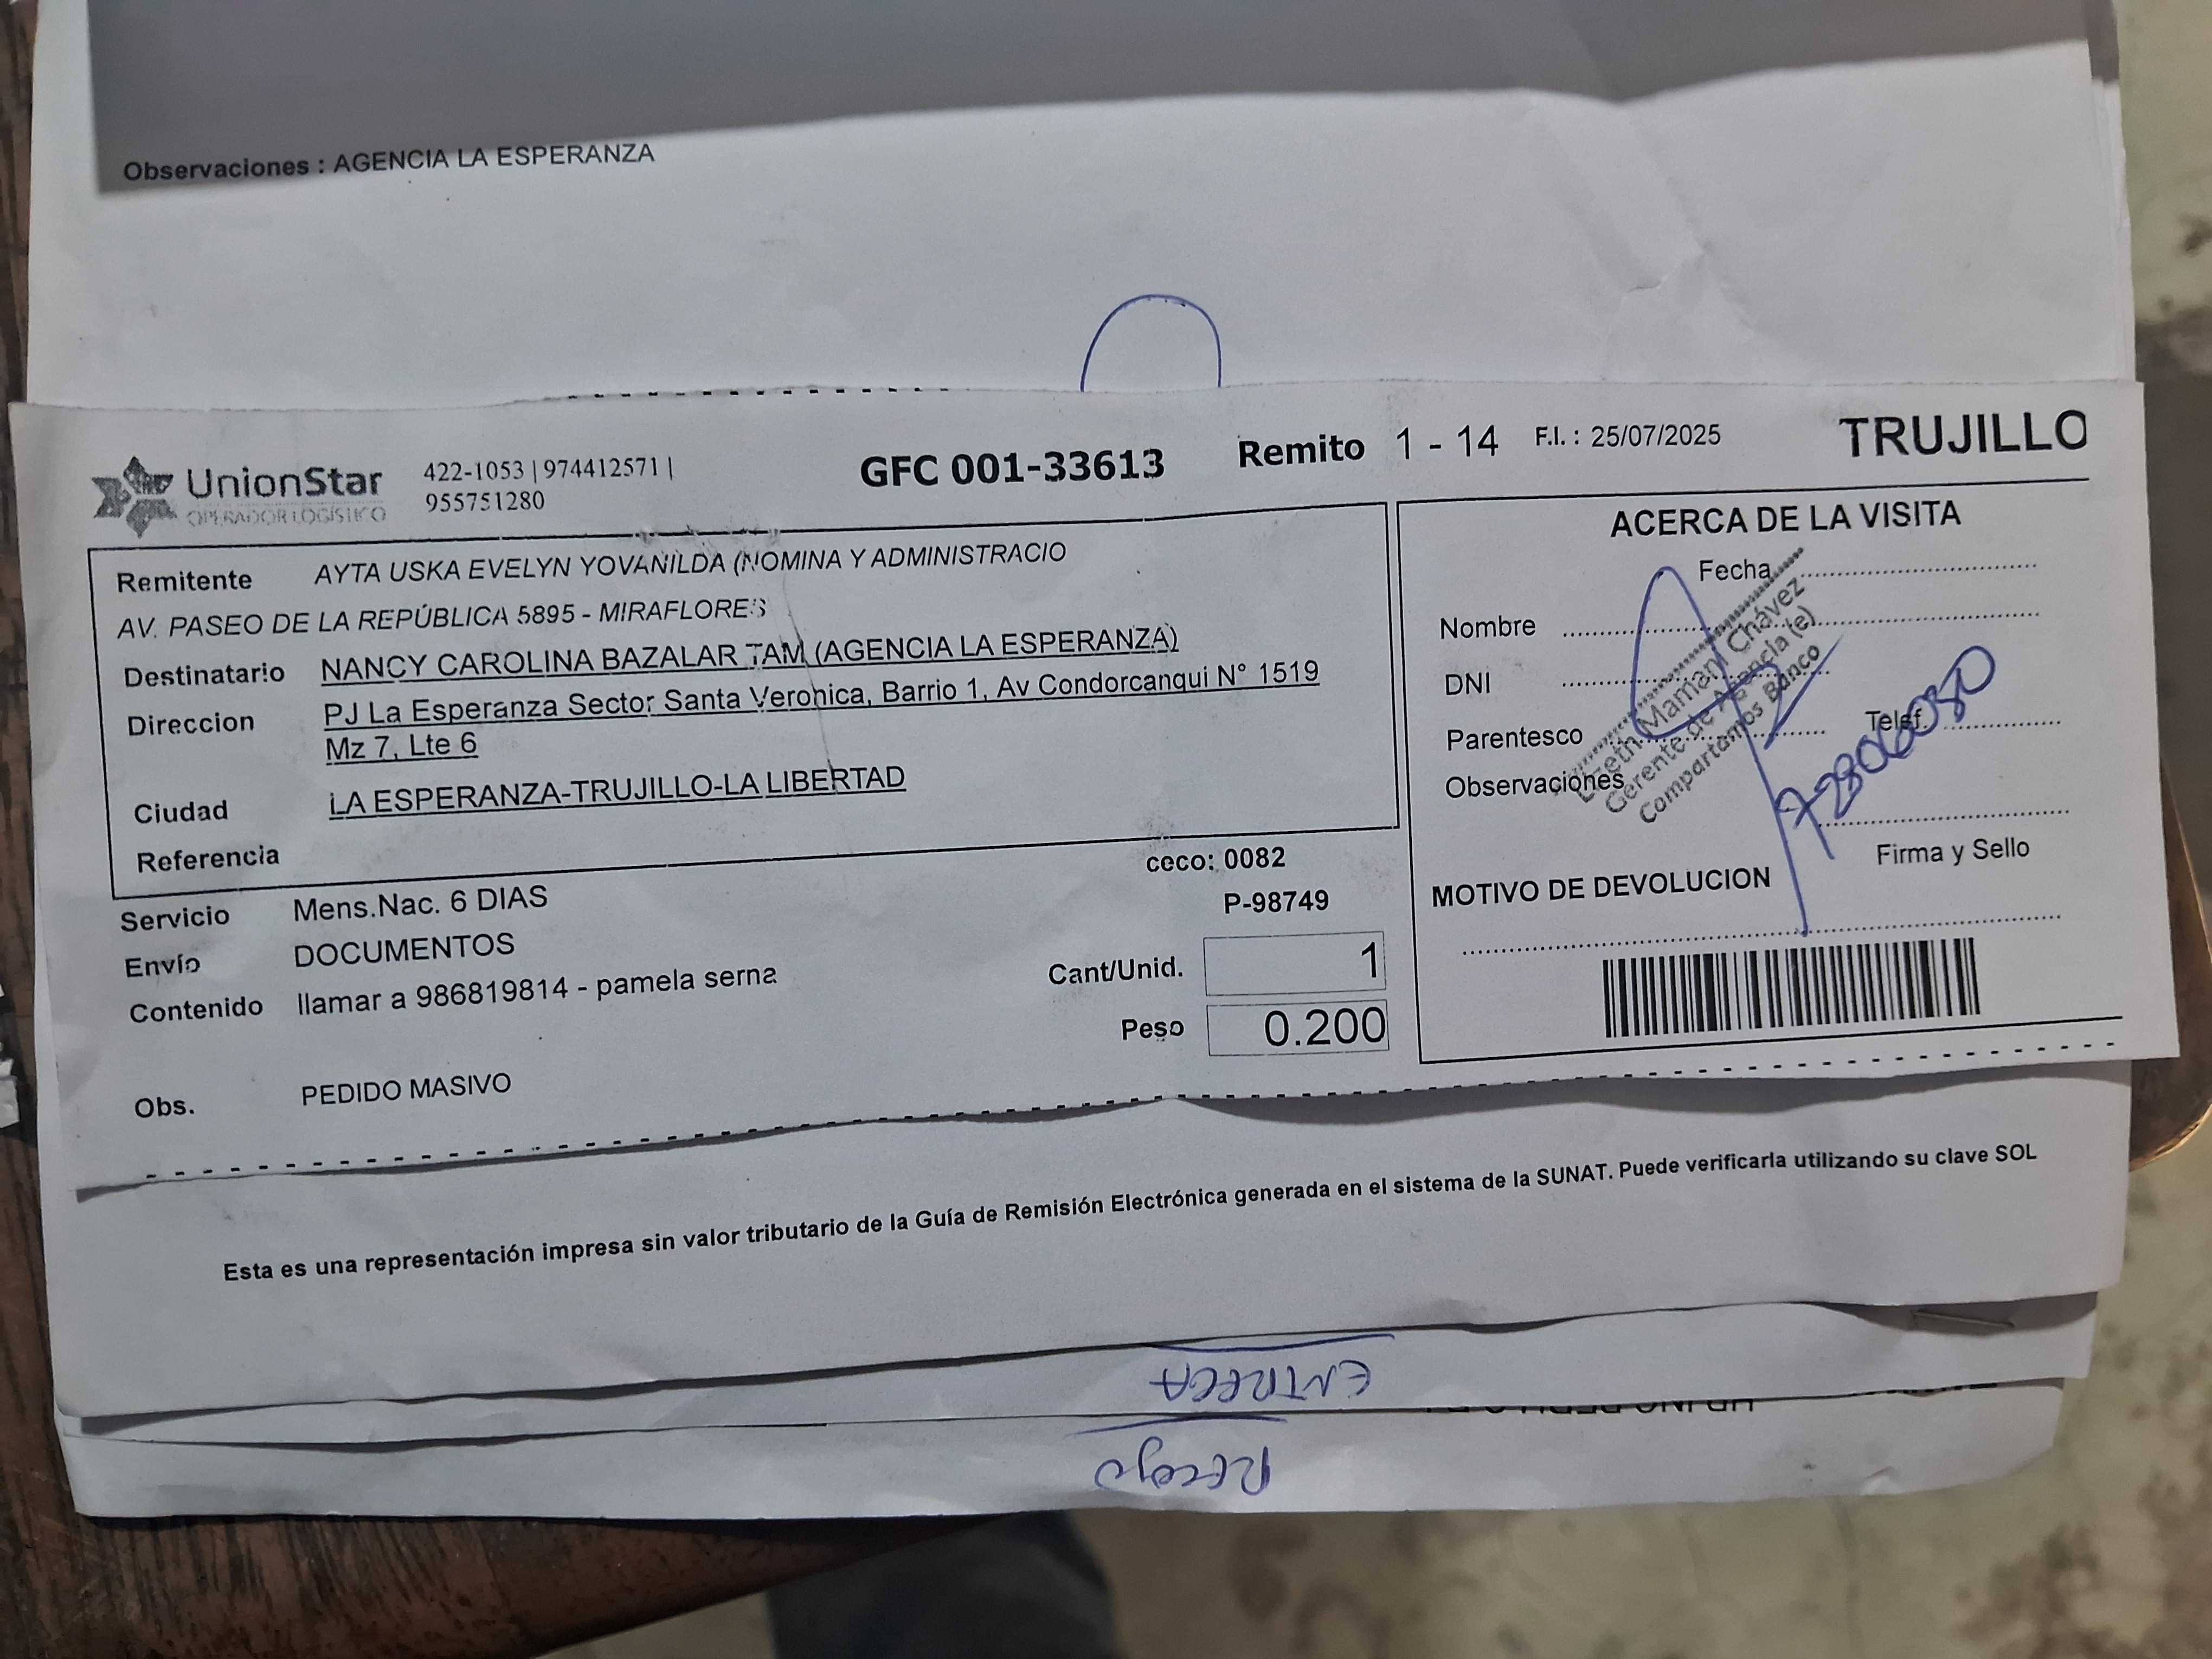 Observaciones : AGENCIA LA ESPERANZA
UnionStar
OPERADOR LOGÍSTICO
422-1053 | 974412571 |
955751280
GFC 001-33613
Remito 1 - 14
F.I. : 25/07/2025
TRUJILLO
Remitente AYTA USKA EVELYN YOVANILDA (NOMINA Y ADMINISTRACIO
AV. PASEO DE LA REPÚBLICA 5895 - MIRAFLORES
Destinatario NANCY CAROLINA BAZALAR TAM (AGENCIA LA ESPERANZA)
Direccion PJ La Esperanza Sector Santa Veronica, Barrio 1, Av Condorcanqui N° 1519
Mz 7, Lte 6
Ciudad LA ESPERANZA-TRUJILLO-LA LIBERTAD
Referencia
ceco: 0082
Servicio Mens.Nac. 6 DIAS
P-98749
Envío DOCUMENTOS
Cant/Unid. 1
Contenido llamar a 986819814 - pamela serna
Peso 0.200
Obs. PEDIDO MASIVO
ACERCA DE LA VISITA
Fecha
Nombre
DNI
Parentesco
Telef.
Observaciones
Mamani Chávez
Gerente de Agencia (e)
Compartamos Banco
72806080
Firma y Sello
MOTIVO DE DEVOLUCION
Esta es una representación impresa sin valor tributario de la Guía de Remisión Electrónica generada en el sistema de la SUNAT. Puede verificarla utilizando su clave SOL
ENTREGA
Recojo